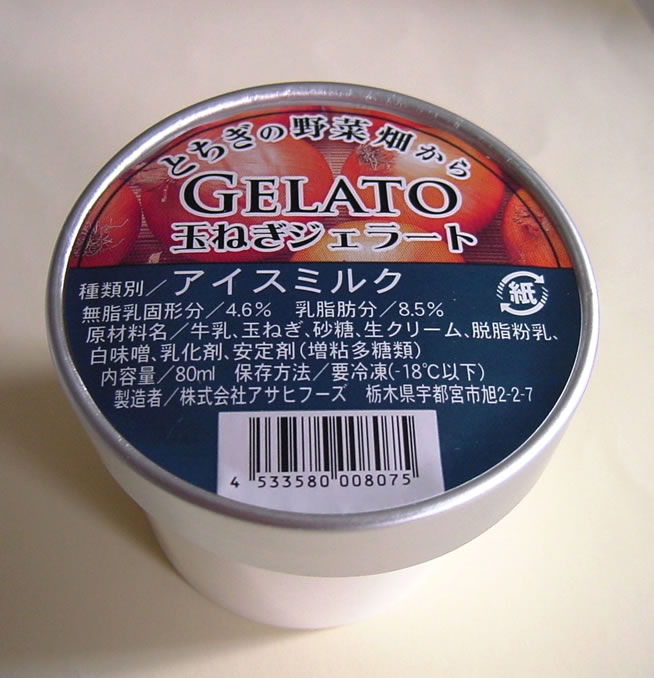 とちぎの野菜畑から
GELATO
玉ねぎジェラート
種類別／アイスミルク
紙
無脂乳固形分／4.6% 乳脂肪分／8.5%
原材料名／牛乳、玉ねぎ、砂糖、生クリーム、脱脂粉乳、
白味噌、乳化剤、安定剤(増粘多糖類)
内容量／80ml 保存方法／要冷凍(-18℃以下)
製造者／株式会社アサヒフーズ 栃木県宇都宮市旭2-2-7
4 533580 008075